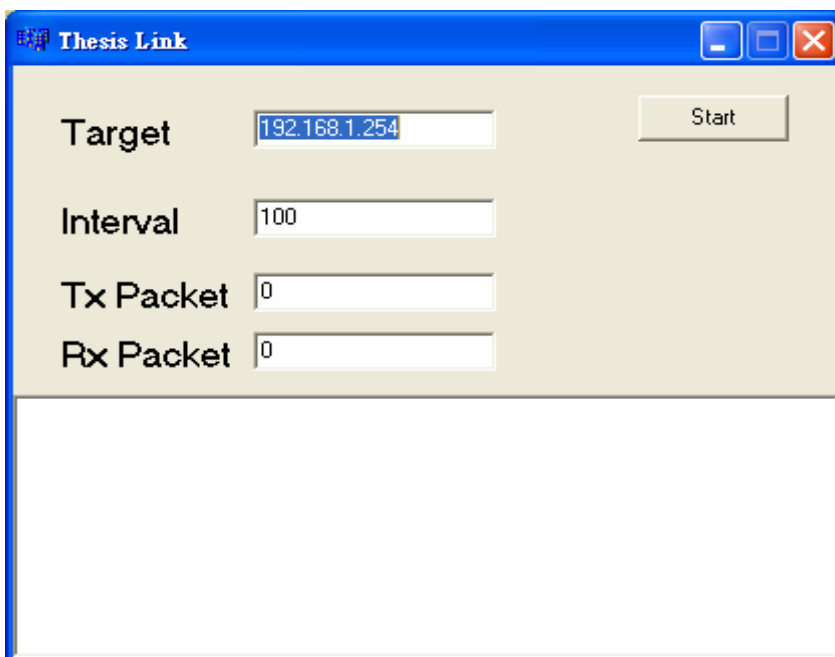 Thesis Link
Target 192.168.1.254 Start
Interval 100
Tx Packet 0
Rx Packet 0